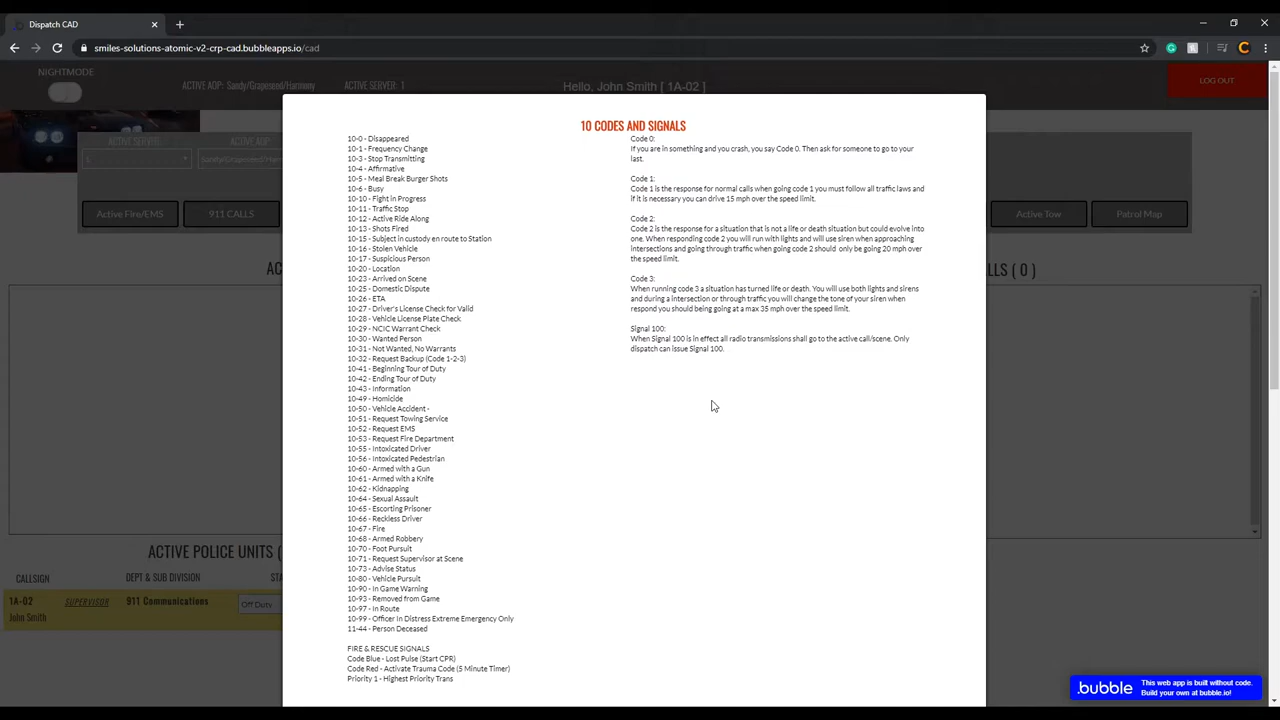 Dispatch CAD
smiles-solutions-atomic-v2-crp-cad.bubbleapps.io/cad
NIGHTMODE
ACTIVE AOP: Sandy/Grapeseed/Harmony
ACTIVE SERVER: 1
Hello, John Smith [ 1A-02 ]
LOG OUT
ACTIVE SERVER:
ACTIVE AOP:
Sandy/Grapeseed/Harm
Active Fire/EMS
911 CALLS
Active Tow
Patrol Map
10 CODES AND SIGNALS
10-0 - Disappeared
10-1 - Frequency Change
10-3 - Stop Transmitting
10-4 - Affirmative
10-5 - Meal Break Burger Shots
10-6 - Busy
10-10 - Fight in Progress
10-11 - Traffic Stop
10-12 - Active Ride Along
10-13 - Shots Fired
10-15 - Subject in custody en route to Station
10-16 - Stolen Vehicle
10-17 - Suspicious Person
10-20 - Location
10-23 - Arrived on Scene
10-25 - Domestic Dispute
10-26 - ETA
10-27 - Driver's License Check for Valid
10-28 - Vehicle License Plate Check
10-29 - NCIC Warrant Check
10-30 - Wanted Person
10-31 - Not Wanted, No Warrants
10-32 - Request Backup (Code 1-2-3)
10-41 - Beginning Tour of Duty
10-42 - Ending Tour of Duty
10-43 - Information
10-49 - Homicide
10-50 - Vehicle Accident -
10-51 - Request Towing Service
10-52 - Request EMS
10-53 - Request Fire Department
10-55 - Intoxicated Driver
10-56 - Intoxicated Pedestrian
10-60 - Armed with a Gun
10-61 - Armed with a Knife
10-62 - Kidnapping
10-64 - Sexual Assault
10-65 - Escorting Prisoner
10-66 - Reckless Driver
10-67 - Fire
10-68 - Armed Robbery
10-70 - Foot Pursuit
10-71 - Request Supervisor at Scene
10-73 - Advise Status
10-80 - Vehicle Pursuit
10-90 - In Game Warning
10-93 - Removed from Game
10-97 - In Route
10-99 - Officer In Distress Extreme Emergency Only
11-44 - Person Deceased
FIRE & RESCUE SIGNALS
Code Blue - Lost Pulse (Start CPR)
Code Red - Activate Trauma Code (5 Minute Timer)
Priority 1 - Highest Priority Trans
Code 0:
If you are in something and you crash, you say Code 0. Then ask for someone to go to your
last.
Code 1:
Code 1 is the response for normal calls when going code 1 you must follow all traffic laws and
if it is necessary you can drive 15 mph over the speed limit.
Code 2:
Code 2 is the response for a situation that is not a life or death situation but could evolve into
one. When responding code 2 you will run with lights and will use siren when approaching
intersections and going through traffic when going code 2 should only be going 20 mph over
the speed limit.
Code 3:
When running code 3 a situation has turned life or death. You will use both lights and sirens
and during a intersection or through traffic you will change the tone of your siren when
respond you should being going at a max 35 mph over the speed limit.
Signal 100:
When Signal 100 is in effect all radio transmissions shall go to the active call/scene. Only
dispatch can issue Signal 100.
AC
LLS ( 0 )
ACTIVE POLICE UNITS (
CALLSIGN
DEPT & SUB DIVISION
STA
1A-02
SUPERVISOR
911 Communications
Off Duty
John Smith
.bubble
This web app is built without code.
Build your own at bubble.io!